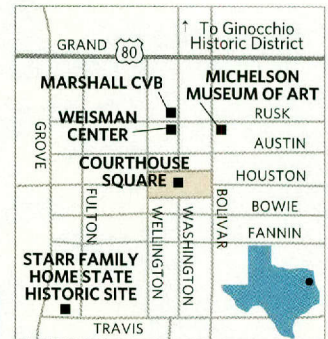 ↑ To Ginocchio
Historic District
GRAND
80
MARSHALL CVB
MICHELSON
MUSEUM OF ART
WEISMAN
CENTER
RUSK
GROVE
AUSTIN
COURTHOUSE
SQUARE
HOUSTON
FULTON
WELLINGTON
WASHINGTON
BOLIVAR
BOWIE
FANNIN
STARR FAMILY
HOME STATE
HISTORIC SITE
TRAVIS